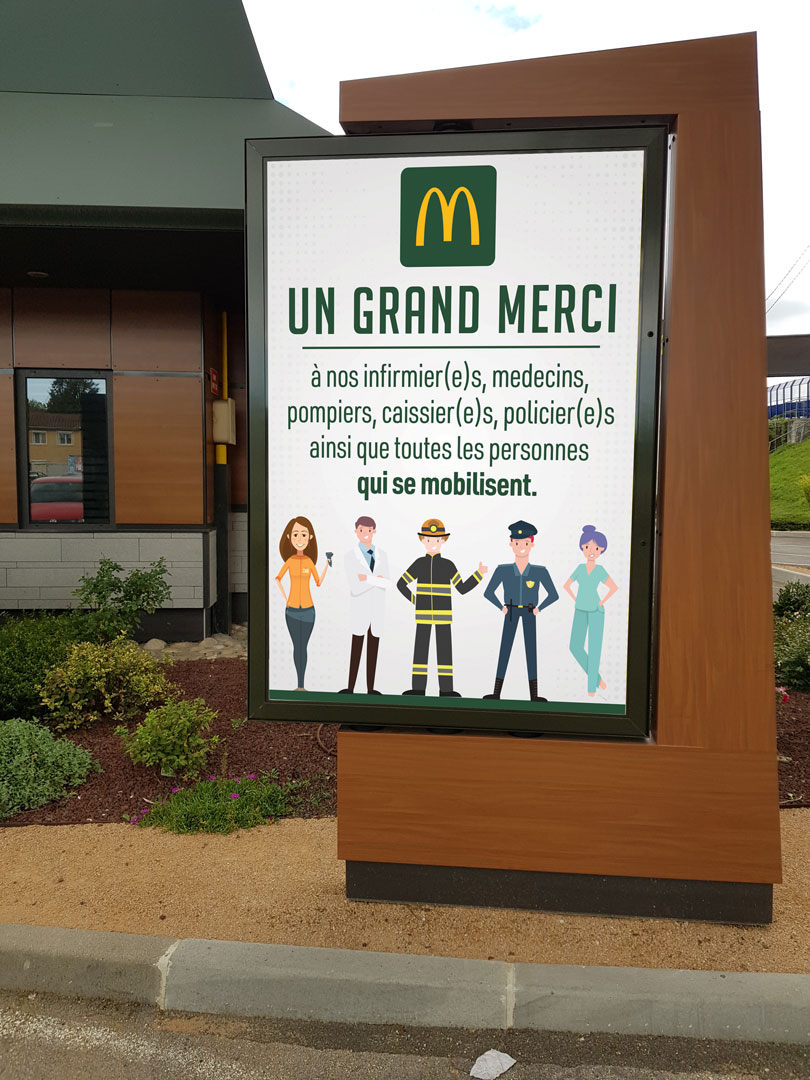 UN GRAND MERCI
à nos infirmier(e)s, medecins,
pompiers, caissier(e)s, policier(e)s
ainsi que toutes les personnes
qui se mobilisent.